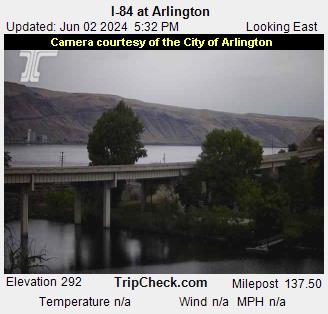 I-84 at Arlington
Updated: Jun 02 2024 5:32 PM Looking East
Camera courtesy of the City of Arlington
Elevation 292 TripCheck.com Milepost 137.50
Temperature n/a Wind n/a MPH n/a